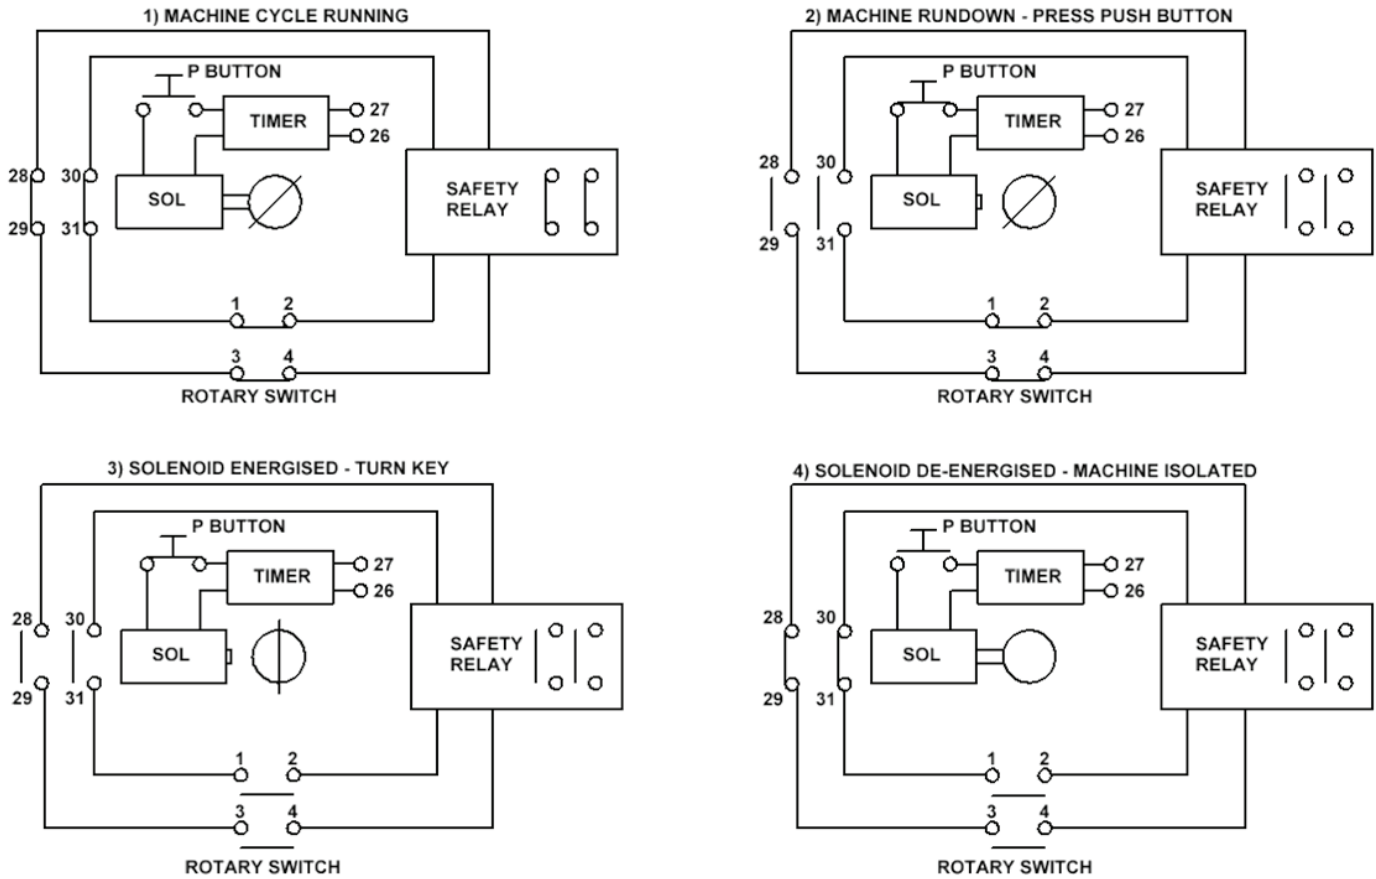 1) MACHINE CYCLE RUNNING
P BUTTON
27
TIMER
26
28
30
SOL
SAFETY
RELAY
29
31
1
2
3
4
ROTARY SWITCH
2) MACHINE RUNDOWN - PRESS PUSH BUTTON
P BUTTON
27
TIMER
26
28
30
SOL
SAFETY
RELAY
29
31
1
2
3
4
ROTARY SWITCH
3) SOLENOID ENERGISED - TURN KEY
P BUTTON
27
TIMER
26
28
30
SOL
SAFETY
RELAY
29
31
1
2
3
4
ROTARY SWITCH
4) SOLENOID DE-ENERGISED - MACHINE ISOLATED
P BUTTON
27
TIMER
26
28
30
SOL
SAFETY
RELAY
29
31
1
2
3
4
ROTARY SWITCH